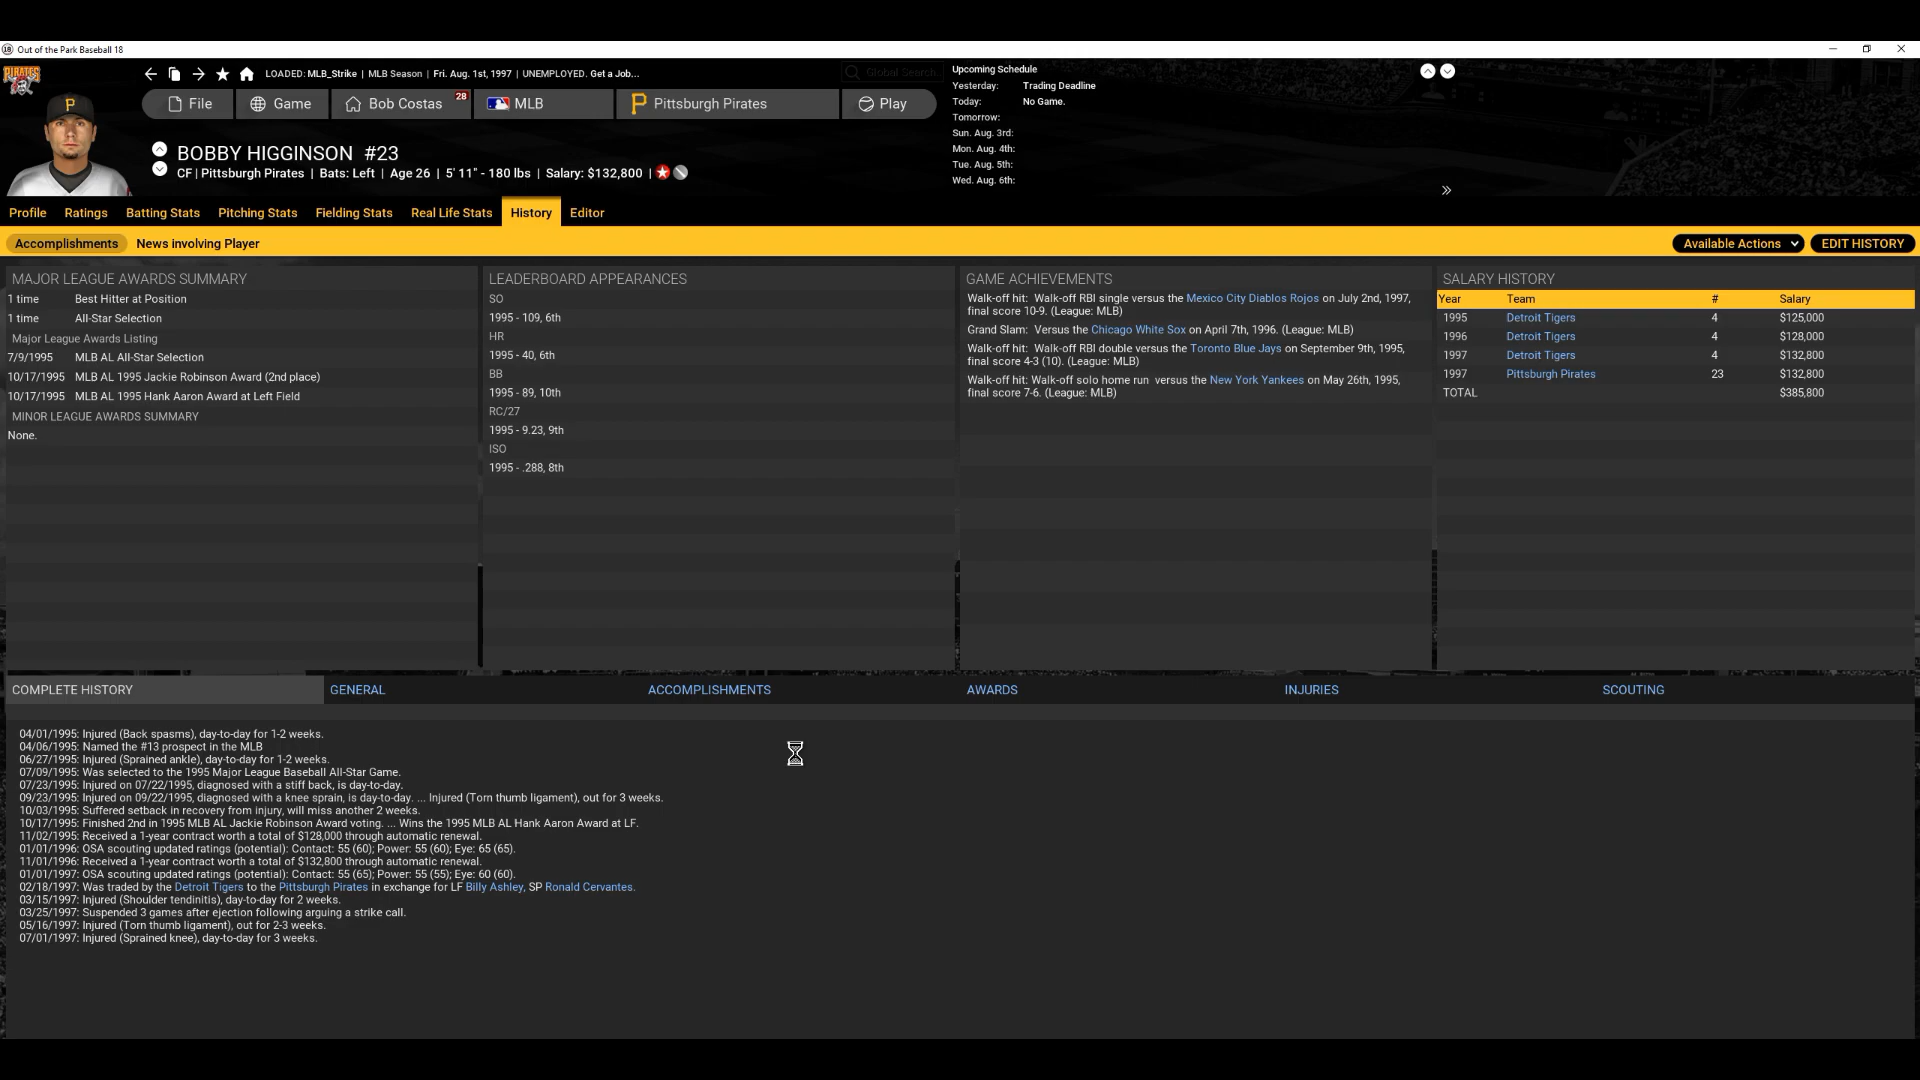 Out of the Park Baseball 18
PIRATES
LOADED: MLB_Strike | MLB Season | Fri. Aug. 1st, 1997 | UNEMPLOYED. Get a Job...
Global Search...
File
Game
Bob Costas
28
MLB
Pittsburgh Pirates
Play
Upcoming Schedule
Yesterday: Trading Deadline
Today: No Game.
Tomorrow:
Sun. Aug. 3rd:
Mon. Aug. 4th:
Tue. Aug. 5th:
Wed. Aug. 6th:
BOBBY HIGGINSON #23
CF | Pittsburgh Pirates | Bats: Left | Age 26 | 5' 11" - 180 lbs | Salary: $132,800 |
Profile Ratings Batting Stats Pitching Stats Fielding Stats Real Life Stats History Editor
Accomplishments News involving Player Available Actions EDIT HISTORY
MAJOR LEAGUE AWARDS SUMMARY
1 time Best Hitter at Position
1 time All-Star Selection
Major League Awards Listing
7/9/1995 MLB AL All-Star Selection
10/17/1995 MLB AL 1995 Jackie Robinson Award (2nd place)
10/17/1995 MLB AL 1995 Hank Aaron Award at Left Field
MINOR LEAGUE AWARDS SUMMARY
None.
LEADERBOARD APPEARANCES
SO
1995 - 109, 6th
HR
1995 - 40, 6th
BB
1995 - 89, 10th
RC/27
1995 - 9.23, 9th
ISO
1995 - .288, 8th
GAME ACHIEVEMENTS
Walk-off hit: Walk-off RBI single versus the Mexico City Diablos Rojos on July 2nd, 1997,
final score 10-9. (League: MLB)
Grand Slam: Versus the Chicago White Sox on April 7th, 1996. (League: MLB)
Walk-off hit: Walk-off RBI double versus the Toronto Blue Jays on September 9th, 1995,
final score 4-3 (10). (League: MLB)
Walk-off hit: Walk-off solo home run versus the New York Yankees on May 26th, 1995,
final score 7-6. (League: MLB)
SALARY HISTORY
Year Team # Salary
1995 Detroit Tigers 4 $125,000
1996 Detroit Tigers 4 $128,000
1997 Detroit Tigers 4 $132,800
1997 Pittsburgh Pirates 23 $132,800
TOTAL $385,800
COMPLETE HISTORY GENERAL ACCOMPLISHMENTS AWARDS INJURIES SCOUTING
04/01/1995: Injured (Back spasms), day-to-day for 1-2 weeks.
04/06/1995: Named the #13 prospect in the MLB
06/27/1995: Injured (Sprained ankle), day-to-day for 1-2 weeks.
07/09/1995: Was selected to the 1995 Major League Baseball All-Star Game.
07/23/1995: Injured on 07/22/1995, diagnosed with a stiff back, is day-to-day.
09/23/1995: Injured on 09/22/1995, diagnosed with a knee sprain, is day-to-day. ... Injured (Torn thumb ligament), out for 3 weeks.
10/03/1995: Suffered setback in recovery from injury, will miss another 2 weeks.
10/17/1995: Finished 2nd in 1995 MLB AL Jackie Robinson Award voting. ... Wins the 1995 MLB AL Hank Aaron Award at LF.
11/02/1995: Received a 1-year contract worth a total of $128,000 through automatic renewal.
01/01/1996: OSA scouting updated ratings (potential): Contact: 55 (60); Power: 55 (60); Eye: 65 (65).
11/01/1996: Received a 1-year contract worth a total of $132,800 through automatic renewal.
01/01/1997: OSA scouting updated ratings (potential): Contact: 55 (65); Power: 55 (55); Eye: 60 (60).
02/18/1997: Was traded by the Detroit Tigers to the Pittsburgh Pirates in exchange for LF Billy Ashley, SP Ronald Cervantes.
03/15/1997: Injured (Shoulder tendinitis), day-to-day for 2 weeks.
03/25/1997: Suspended 3 games after ejection following arguing a strike call.
05/16/1997: Injured (Torn thumb ligament), out for 2-3 weeks.
07/01/1997: Injured (Sprained knee), day-to-day for 3 weeks.